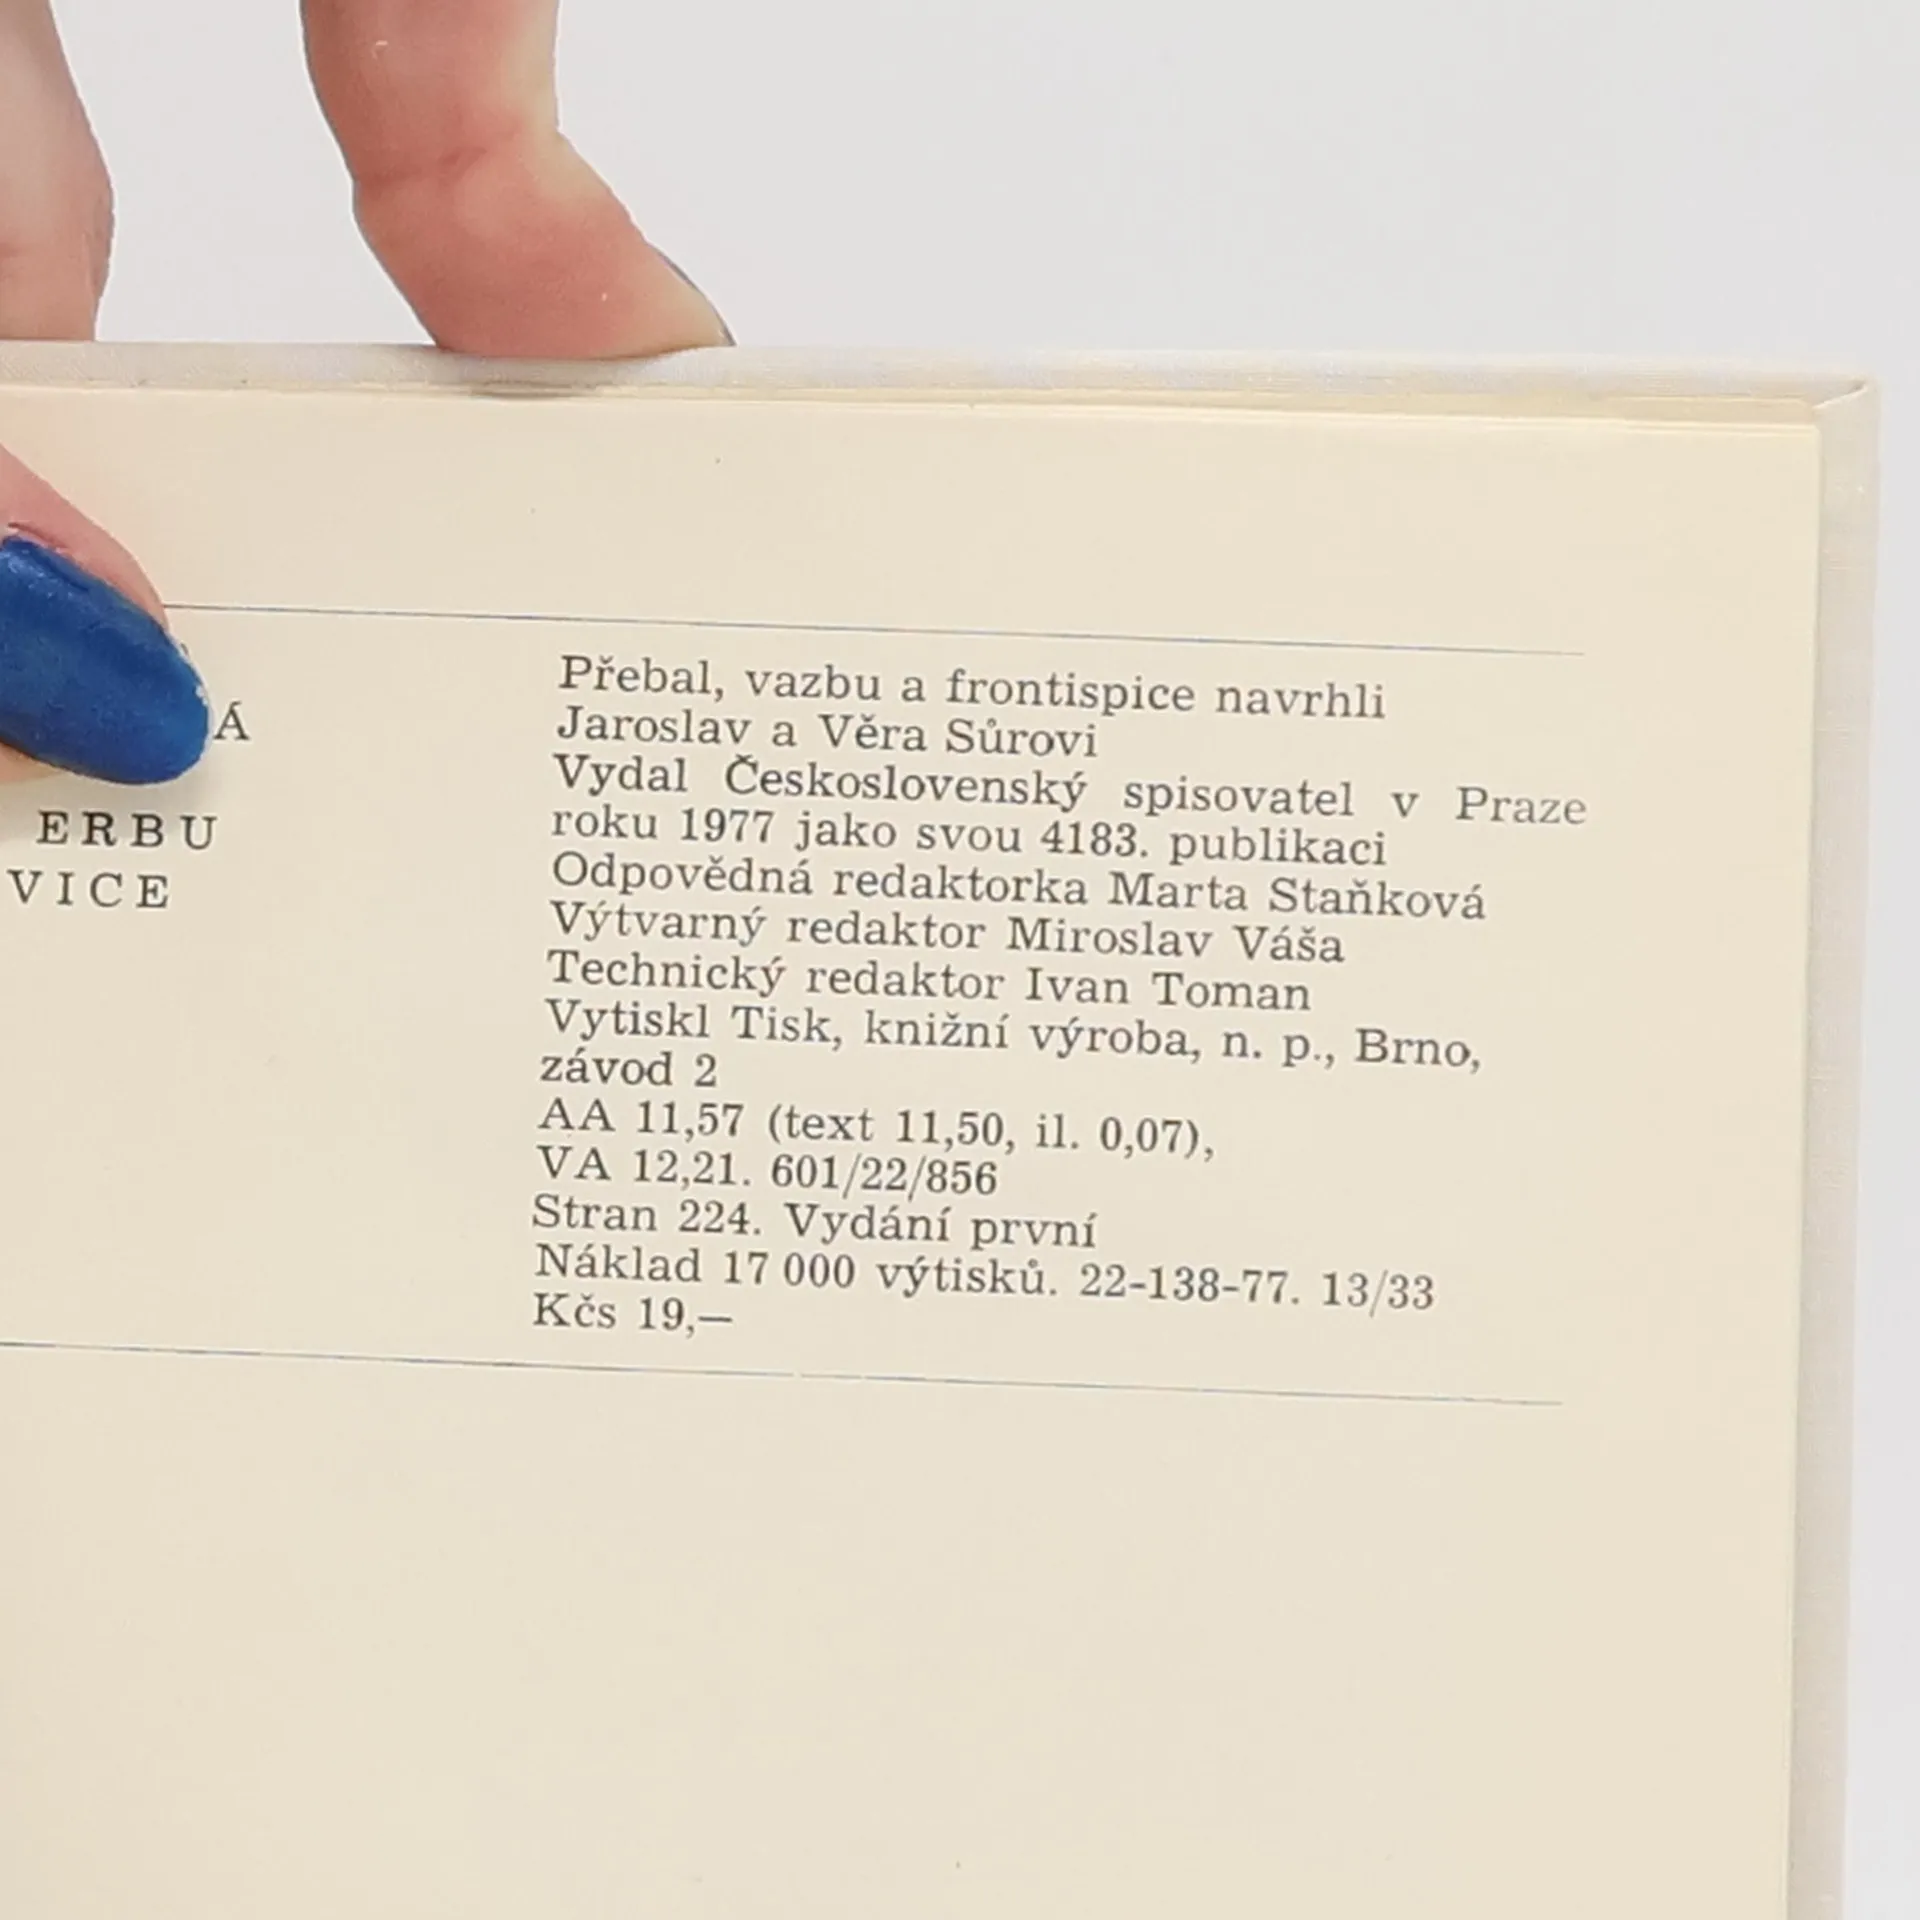 Á
ERBU
VICE
Přebal, vazbu a frontispice navrhli
Jaroslav a Věra Sůrovi
Vydal Československý spisovatel v Praze
roku 1977 jako svou 4183. publikaci
Odpovědná redaktorka Marta Staňková
Výtvarný redaktor Miroslav Váša
Technický redaktor Ivan Toman
Vytiskl Tisk, knižní výroba, n. p., Brno,
závod 2
AA 11,57 (text 11,50, il. 0,07),
VA 12,21. 601/22/856
Stran 224. Vydání první
Náklad 17 000 výtisků. 22-138-77. 13/33
Kčs 19,—